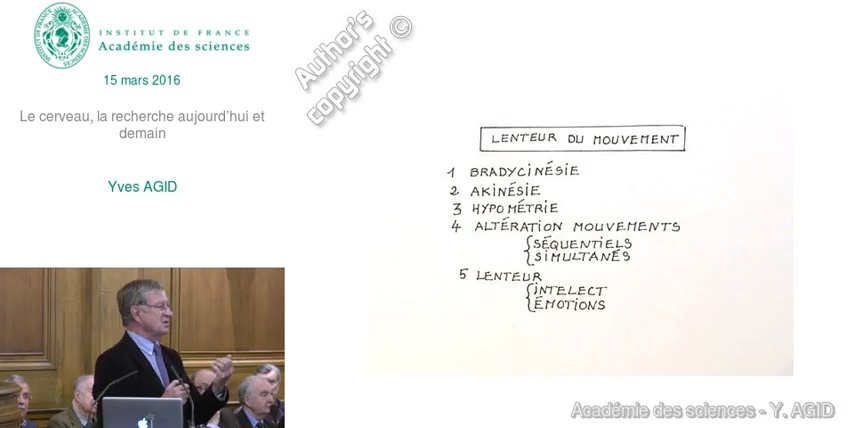 INSTITUT DE FRANCE
Académie des sciences
15 mars 2016
Le cerveau, la recherche aujourd'hui et
demain
Yves AGID
Author's
copyright ©
LENTEUR DU MOUVEMENT
1 BRADYCINÉSIE
2 AKINÉSIE
3 HYPOMÉTRIE
4 ALTÉRATION MOUVEMENTS
SÉQUENTIELS
SIMULTANÉS
5 LENTEUR
INTELECT
ÉMOTIONS
Académie des sciences - Y. AGID